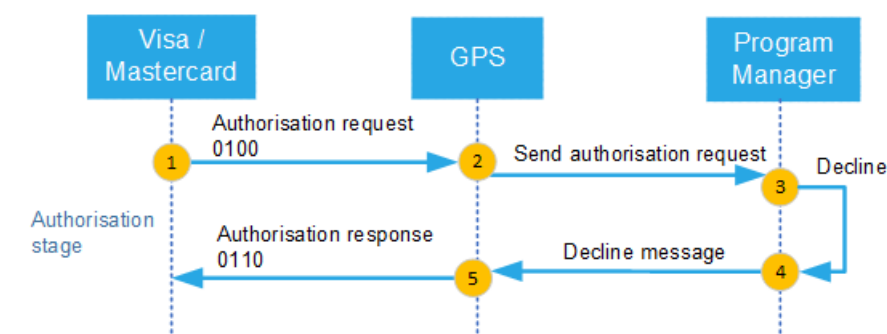 Visa /
Mastercard
GPS
Program
Manager
Authorisation request
0100
1
2
Send authorisation request
3
Decline
Authorisation
stage
Authorisation response
0110
5
Decline message
4